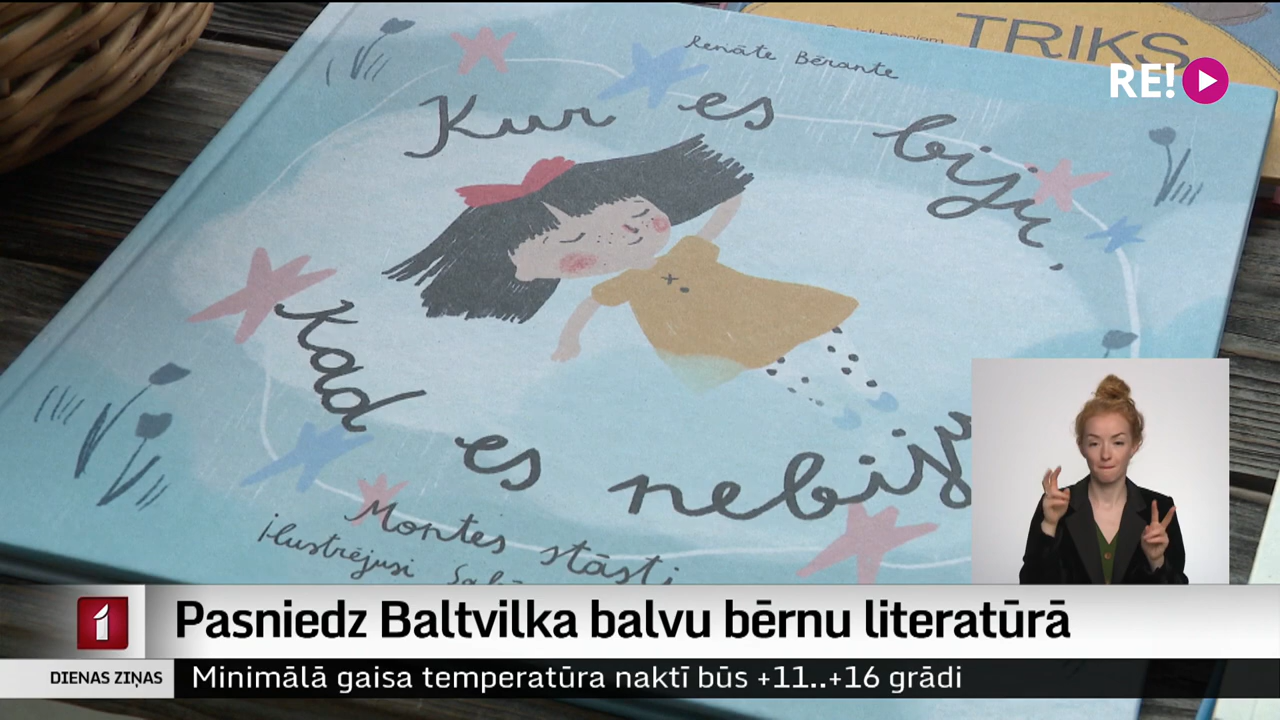 TRIKS
RE!
Renāte Bērante
Kur es biju,
Kad es nebiju
Montes stāsti
ilustrējusi
1
Pasniedz Baltvilka balvu bērnu literatūrā
DIENAS ZIŅAS
Minimālā gaisa temperatūra naktī būs +11..+16 grādi